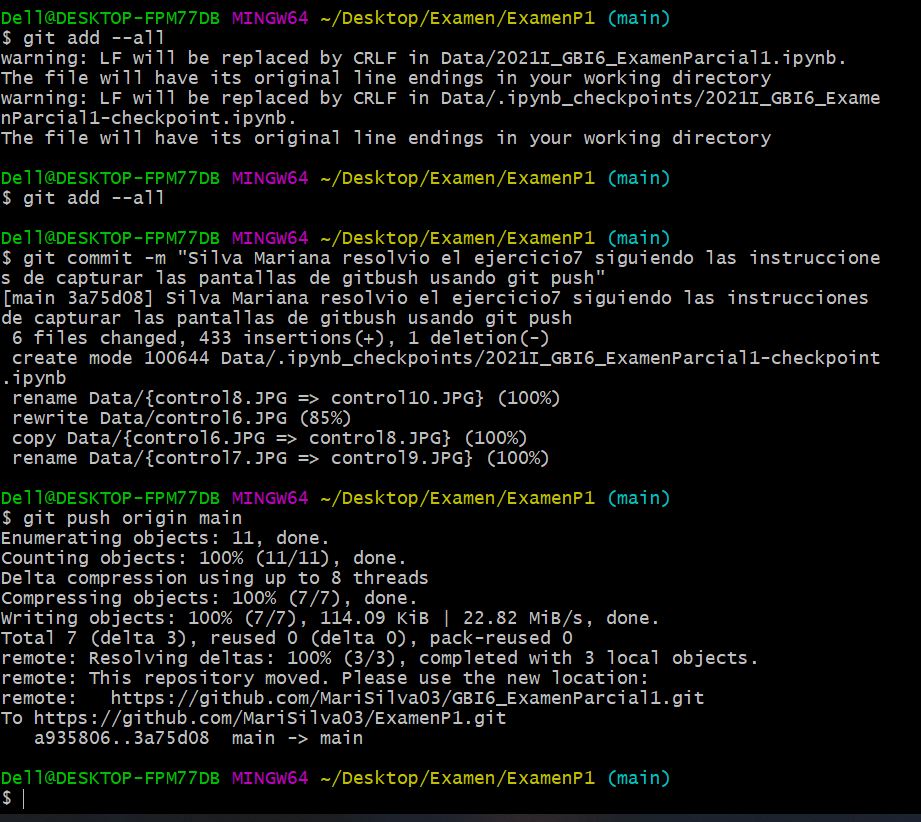 Dell@DESKTOP-FPM77DB MINGW64 ~/Desktop/Examen/ExamenP1 (main)
$ git add --all
warning: LF will be replaced by CRLF in Data/2021I_GBI6_ExamenParcial1.ipynb.
The file will have its original line endings in your working directory
warning: LF will be replaced by CRLF in Data/.ipynb_checkpoints/2021I_GBI6_Exame
nParcial1-checkpoint.ipynb.
The file will have its original line endings in your working directory
Dell@DESKTOP-FPM77DB MINGW64 ~/Desktop/Examen/ExamenP1 (main)
$ git add --all
Dell@DESKTOP-FPM77DB MINGW64 ~/Desktop/Examen/ExamenP1 (main)
$ git commit -m "Silva Mariana resolvio el ejercicio7 siguiendo las instruccione
s de capturar las pantallas de gitbush usando git push"
[main 3a75d08] Silva Mariana resolvio el ejercicio7 siguiendo las instrucciones
de capturar las pantallas de gitbush usando git push
 6 files changed, 433 insertions(+), 1 deletion(-)
 create mode 100644 Data/.ipynb_checkpoints/2021I_GBI6_ExamenParcial1-checkpoint
.ipynb
 rename Data/{control8.JPG => control10.JPG} (100%)
 rewrite Data/control6.JPG (85%)
 copy Data/{control6.JPG => control8.JPG} (100%)
 rename Data/{control7.JPG => control9.JPG} (100%)
Dell@DESKTOP-FPM77DB MINGW64 ~/Desktop/Examen/ExamenP1 (main)
$ git push origin main
Enumerating objects: 11, done.
Counting objects: 100% (11/11), done.
Delta compression using up to 8 threads
Compressing objects: 100% (7/7), done.
Writing objects: 100% (7/7), 114.09 KiB | 22.82 MiB/s, done.
Total 7 (delta 3), reused 0 (delta 0), pack-reused 0
remote: Resolving deltas: 100% (3/3), completed with 3 local objects.
remote: This repository moved. Please use the new location:
remote:   https://github.com/MariSilva03/GBI6_ExamenParcial1.git
To https://github.com/MariSilva03/ExamenP1.git
   a935806..3a75d08  main -> main
Dell@DESKTOP-FPM77DB MINGW64 ~/Desktop/Examen/ExamenP1 (main)
$